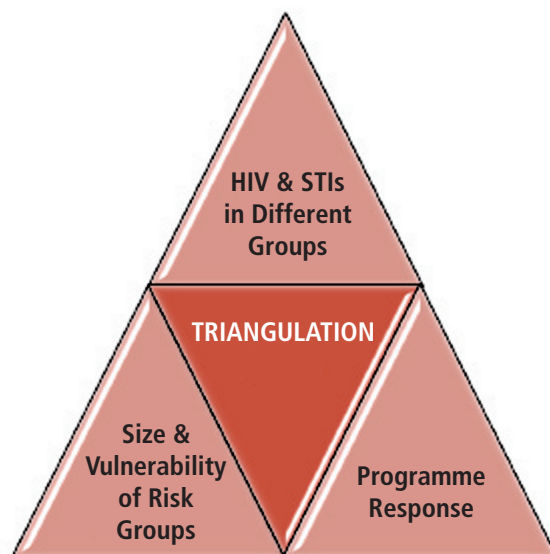 HIV & STIs
in Different
Groups
TRIANGULATION
Size &
Vulnerability
of Risk
Groups
Programme
Response